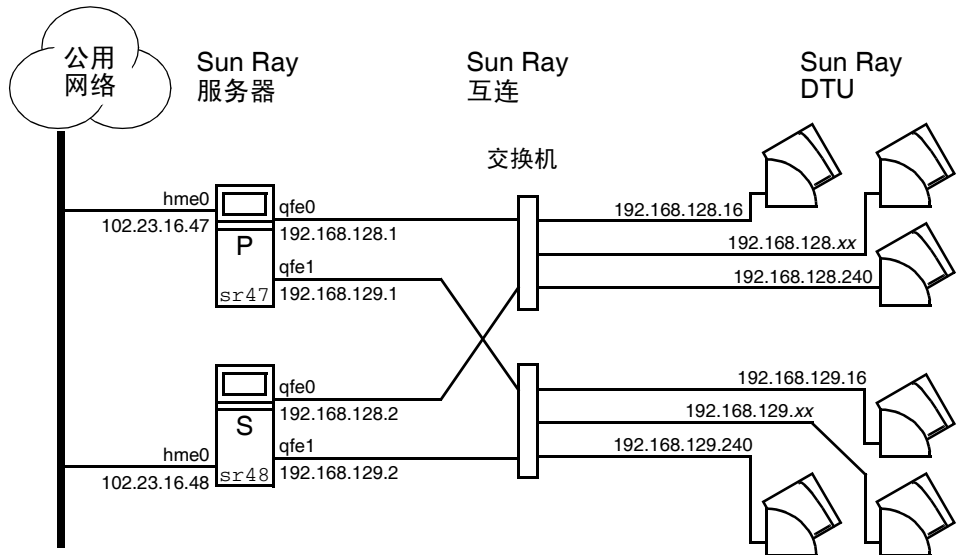 公用
网络
Sun Ray
服务器
Sun Ray
互连
Sun Ray
DTU
交换机
hme0
102.23.16.47
P
sr47
qfe0
192.168.128.1
qfe1
192.168.129.1
192.168.128.16
192.168.128.xx
192.168.128.240
hme0
102.23.16.48
S
sr48
qfe0
192.168.128.2
qfe1
192.168.129.2
192.168.129.16
192.168.129.xx
192.168.129.240